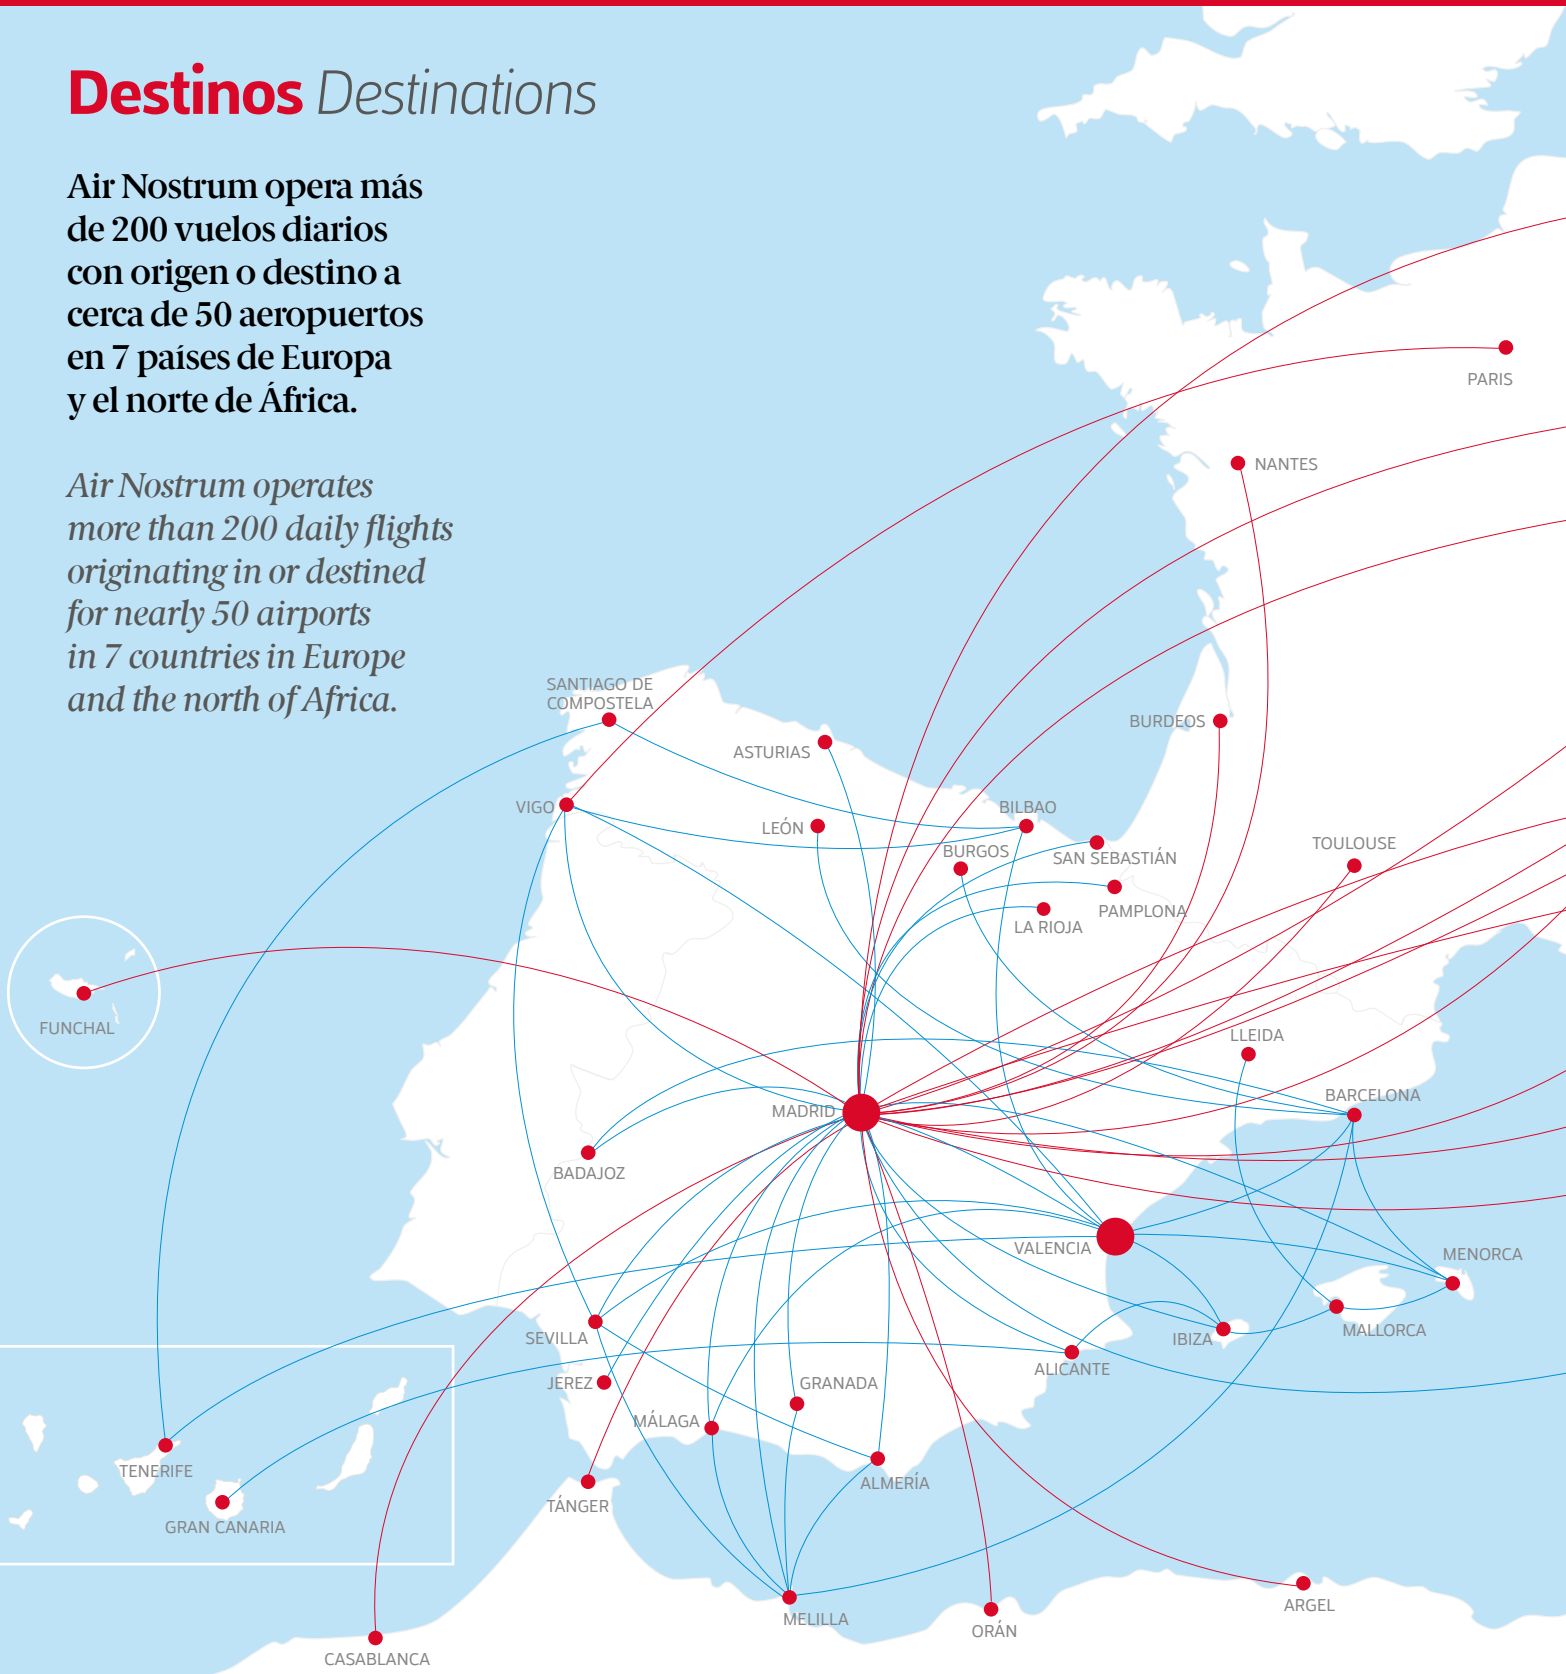 Destinos Destinations
Air Nostrum opera más
de 200 vuelos diarios
con origen o destino a
cerca de 50 aeropuertos
en 7 países de Europa
y el norte de África.
Air Nostrum operates
more than 200 daily flights
originating in or destined
for nearly 50 airports
in 7 countries in Europe
and the north of Africa.
PARIS
NANTES
SANTIAGO DE
COMPOSTELA
BURDEOS
ASTURIAS
VIGO
BILBAO
LEÓN
TOULOUSE
BURGOS
SAN SEBASTIÁN
PAMPLONA
LA RIOJA
FUNCHAL
LLEIDA
BARCELONA
MADRID
BADAJOZ
VALENCIA
MENORCA
SEVILLA
MALLORCA
IBIZA
ALICANTE
JEREZ
GRANADA
MÁLAGA
TENERIFE
ALMERÍA
TÁNGER
GRAN CANARIA
ARGEL
MELILLA
ORÁN
CASABLANCA